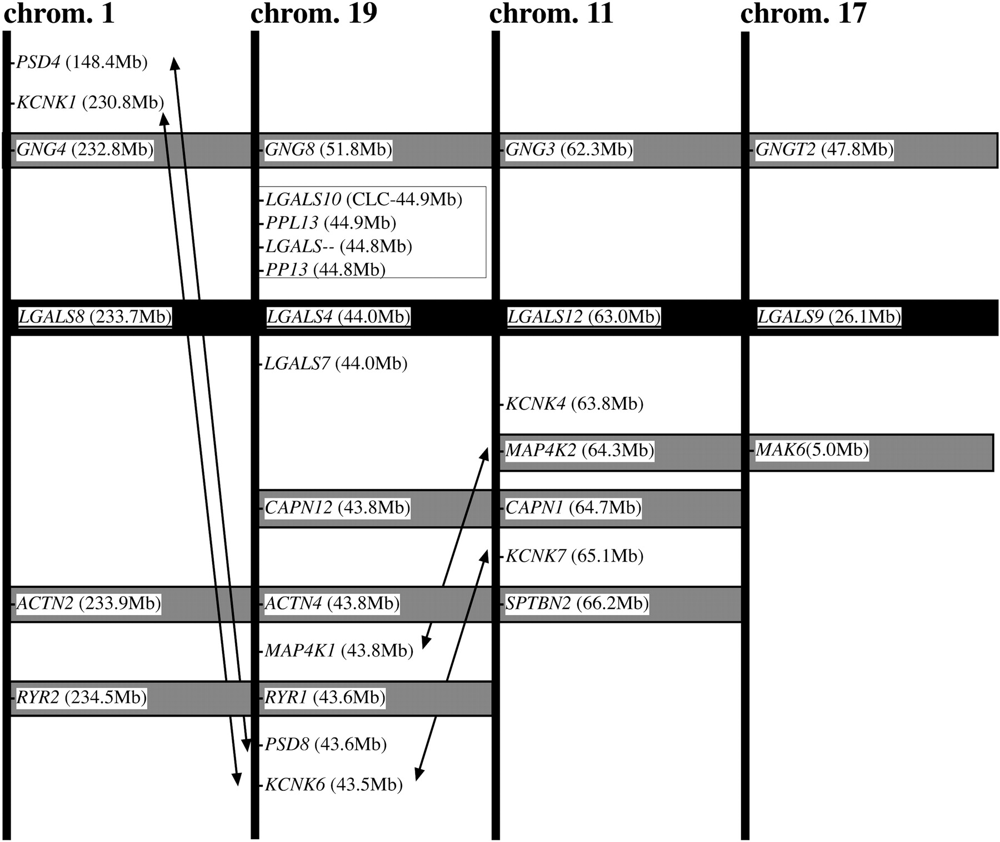 chrom. 1 chrom. 19 chrom. 11 chrom. 17
PSD4 (148.4Mb)
KCNK1 (230.8Mb)
GNG4 (232.8Mb) GNG8 (51.8Mb) GNG3 (62.3Mb) GNGT2 (47.8Mb)
LGALS10 (CLC-44.9Mb)
PPL13 (44.9Mb)
LGALS-- (44.8Mb)
PP13 (44.8Mb)
LGALS8 (233.7Mb) LGALS4 (44.0Mb) LGALS12 (63.0Mb) LGALS9 (26.1Mb)
LGALS7 (44.0Mb)
KCNK4 (63.8Mb)
MAP4K2 (64.3Mb) MAK6(5.0Mb)
CAPN12 (43.8Mb) CAPN1 (64.7Mb)
KCNK7 (65.1Mb)
ACTN2 (233.9Mb) ACTN4 (43.8Mb) SPTBN2 (66.2Mb)
MAP4K1 (43.8Mb)
RYR2 (234.5Mb) RYR1 (43.6Mb)
PSD8 (43.6Mb)
KCNK6 (43.5Mb)